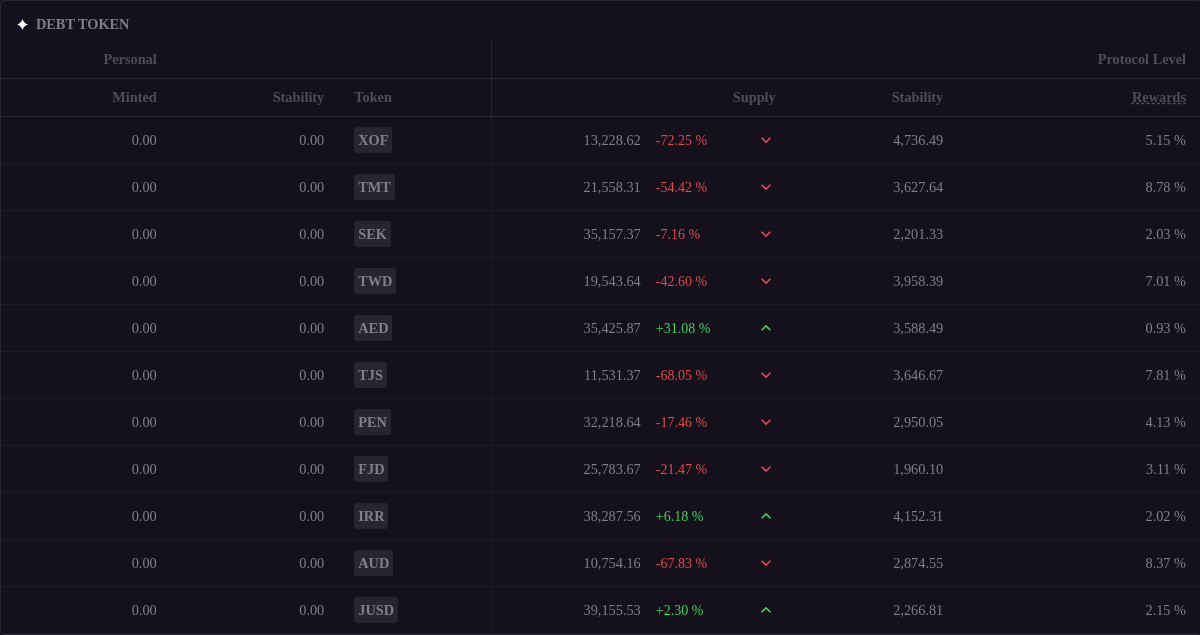 DEBT TOKEN
Personal Protocol Level
Minted Stability Token Supply Stability Rewards
0.00 0.00 XOF 13,228.62 -72.25 % 4,736.49 5.15 %
0.00 0.00 TMT 21,558.31 -54.42 % 3,627.64 8.78 %
0.00 0.00 SEK 35,157.37 -7.16 % 2,201.33 2.03 %
0.00 0.00 TWD 19,543.64 -42.60 % 3,958.39 7.01 %
0.00 0.00 AED 35,425.87 +31.08 % 3,588.49 0.93 %
0.00 0.00 TJS 11,531.37 -68.05 % 3,646.67 7.81 %
0.00 0.00 PEN 32,218.64 -17.46 % 2,950.05 4.13 %
0.00 0.00 FJD 25,783.67 -21.47 % 1,960.10 3.11 %
0.00 0.00 IRR 38,287.56 +6.18 % 4,152.31 2.02 %
0.00 0.00 AUD 10,754.16 -67.83 % 2,874.55 8.37 %
0.00 0.00 JUSD 39,155.53 +2.30 % 2,266.81 2.15 %